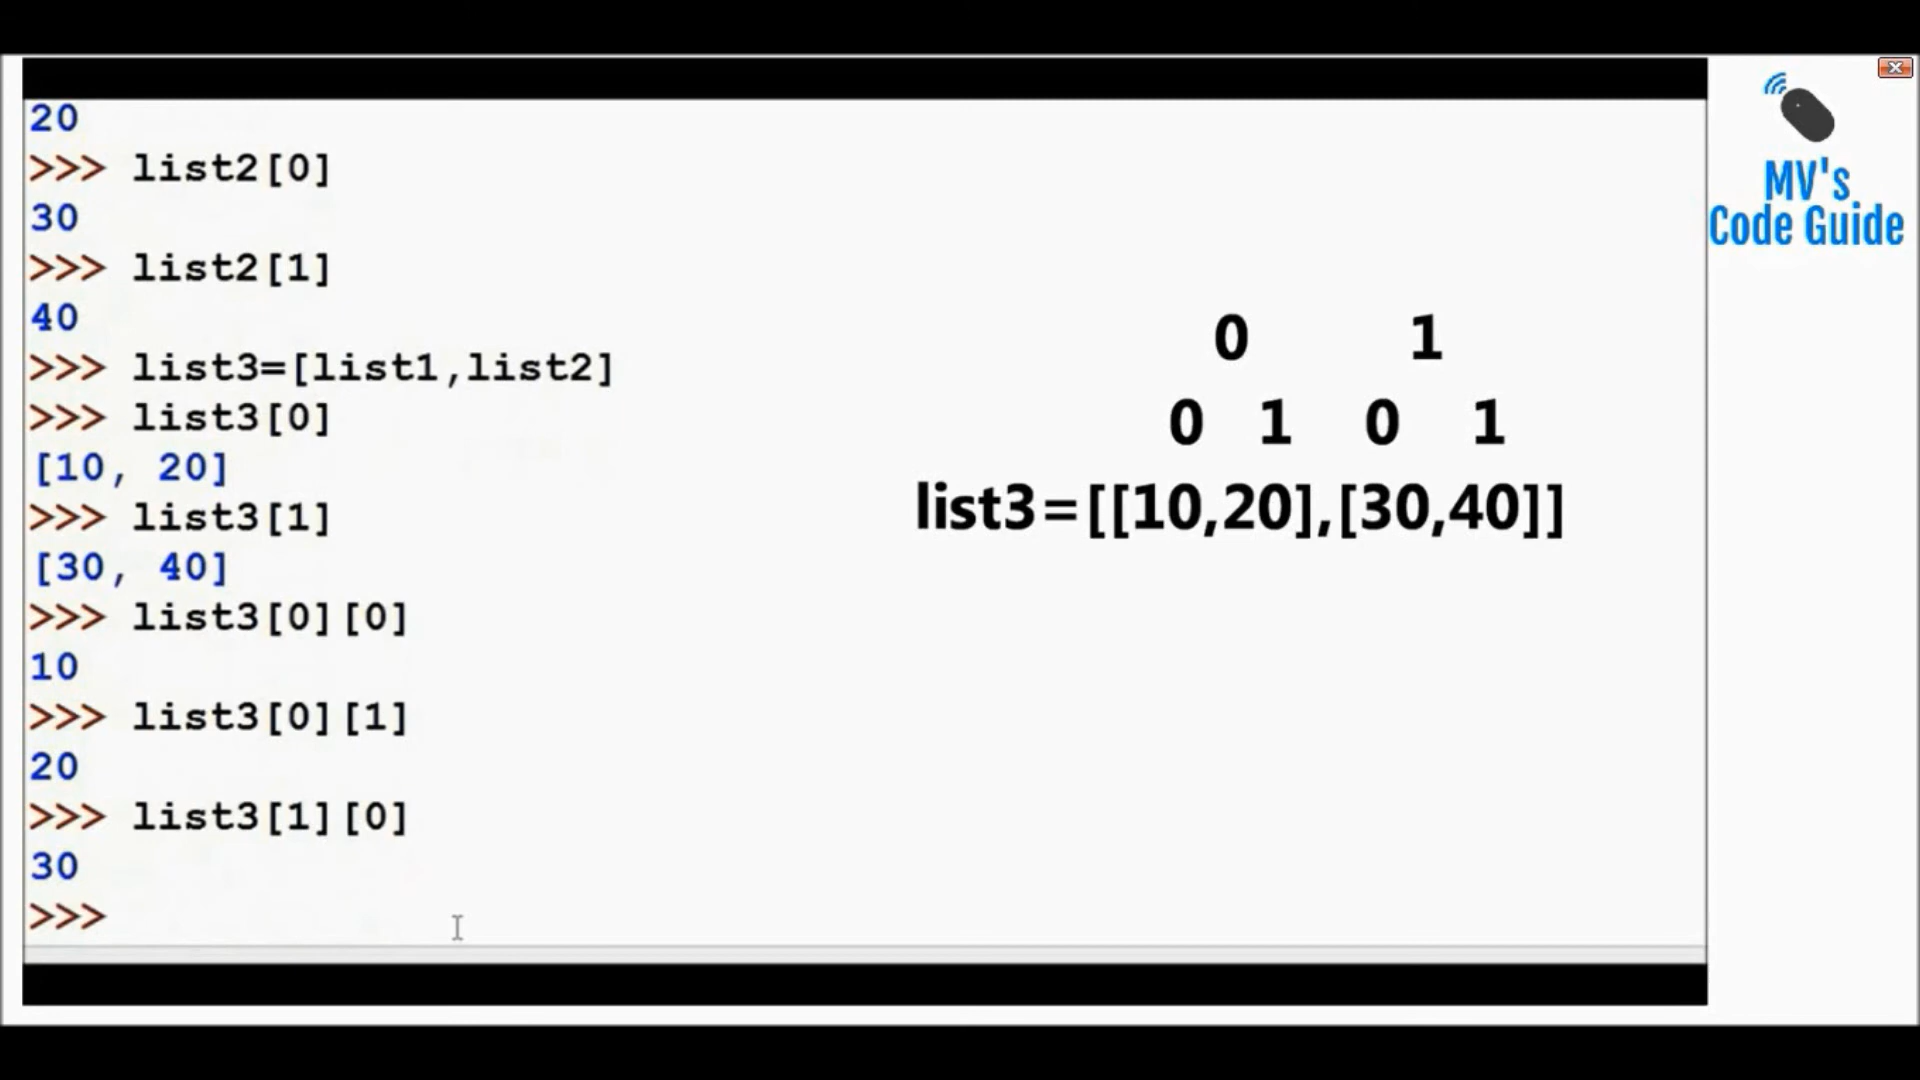 20
>>> list2[0]
30
>>> list2[1]
40
>>> list3=[list1,list2]
>>> list3[0]
[10, 20]
>>> list3[1]
[30, 40]
>>> list3[0][0]
10
>>> list3[0][1]
20
>>> list3[1][0]
30
>>>
0 1
0 1 0 1
list3=[[10,20],[30,40]]
MV's
Code Guide